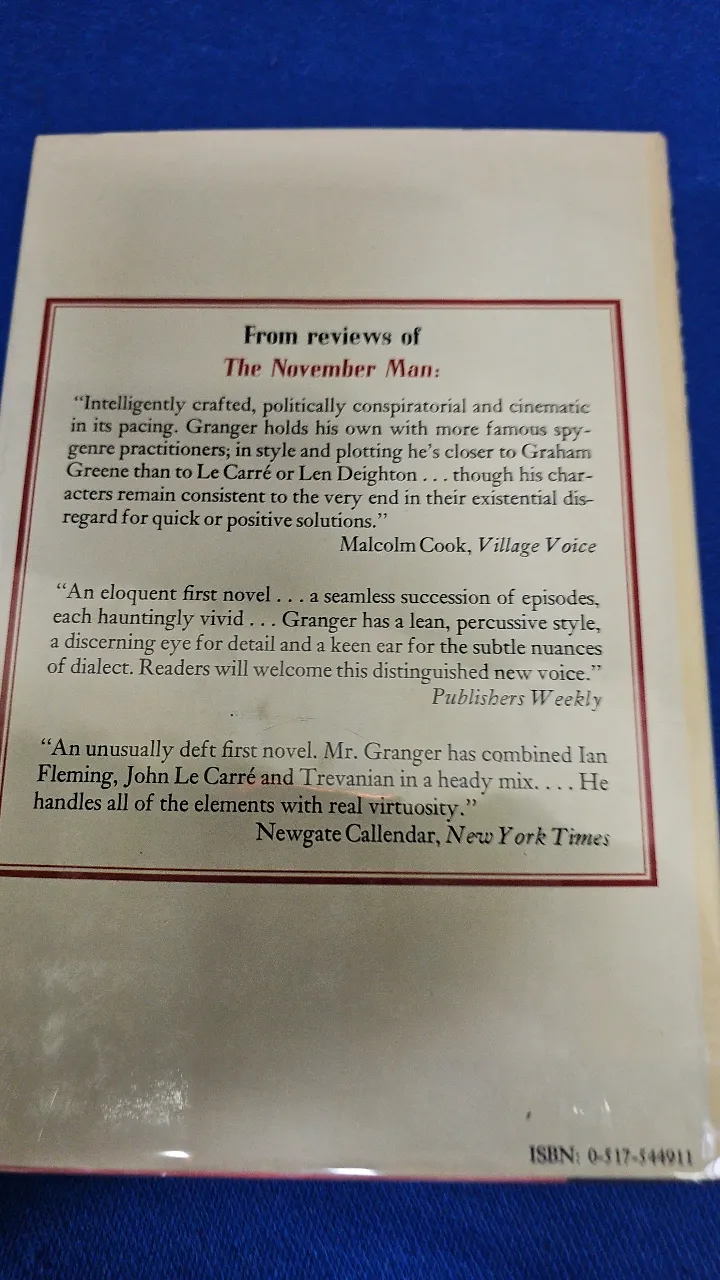 From reviews of
The November Man:
“Intelligently crafted, politically conspiratorial and cinematic
in its pacing. Granger holds his own with more famous spy-
genre practitioners; in style and plotting he’s closer to Graham
Greene than to Le Carré or Len Deighton . . . though his char-
acters remain consistent to the very end in their existential dis-
regard for quick or positive solutions.”
Malcolm Cook, Village Voice
“An eloquent first novel . . . a seamless succession of episodes,
each hauntingly vivid . . . Granger has a lean, percussive style,
a discerning eye for detail and a keen ear for the subtle nuances
of dialect. Readers will welcome this distinguished new voice.”
Publishers Weekly
“An unusually deft first novel. Mr. Granger has combined Ian
Fleming, John Le Carré and Trevanian in a heady mix. . . . He
handles all of the elements with real virtuosity.”
Newgate Callendar, New York Times
ISBN: 0-517-544911